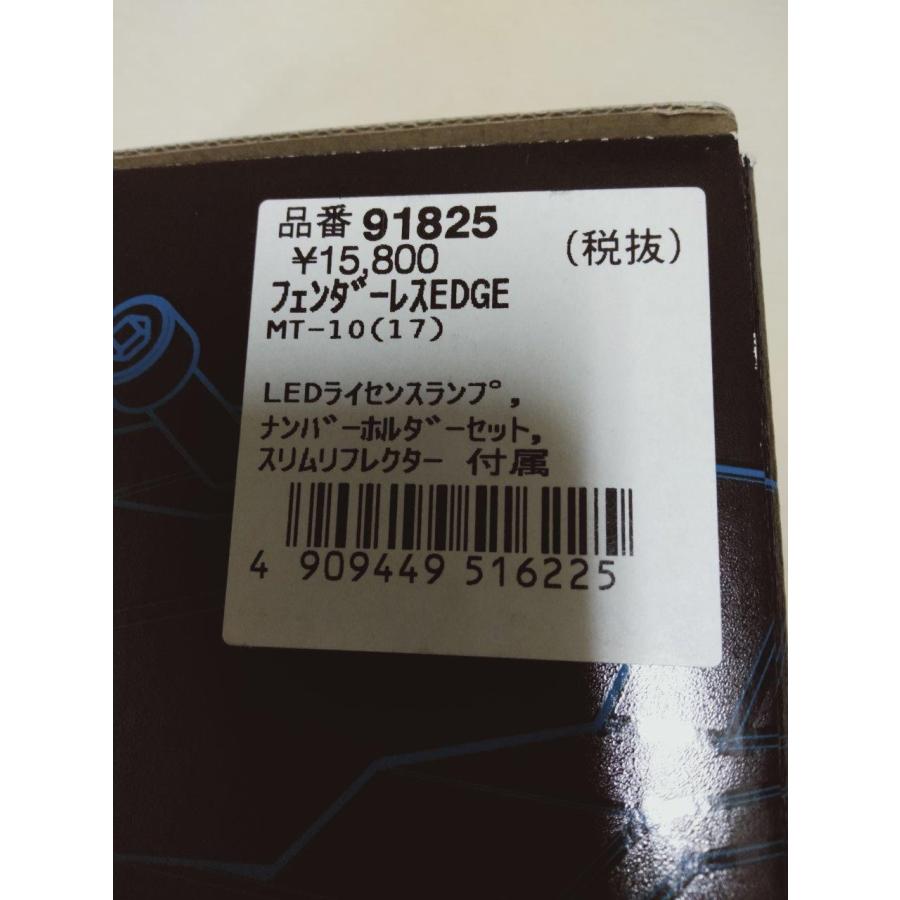 品番 91825
¥15,800 (税抜)
ﾌｪﾝﾀﾞｰﾚｽEDGE
MT-10(17)
LEDﾗｲｾﾝｽﾗﾝﾌﾟ,
ﾅﾝﾊﾞｰﾎﾙﾀﾞｰｾｯﾄ,
ｽﾘﾑﾘﾌﾚｸﾀｰ 付属
4 909449 516225